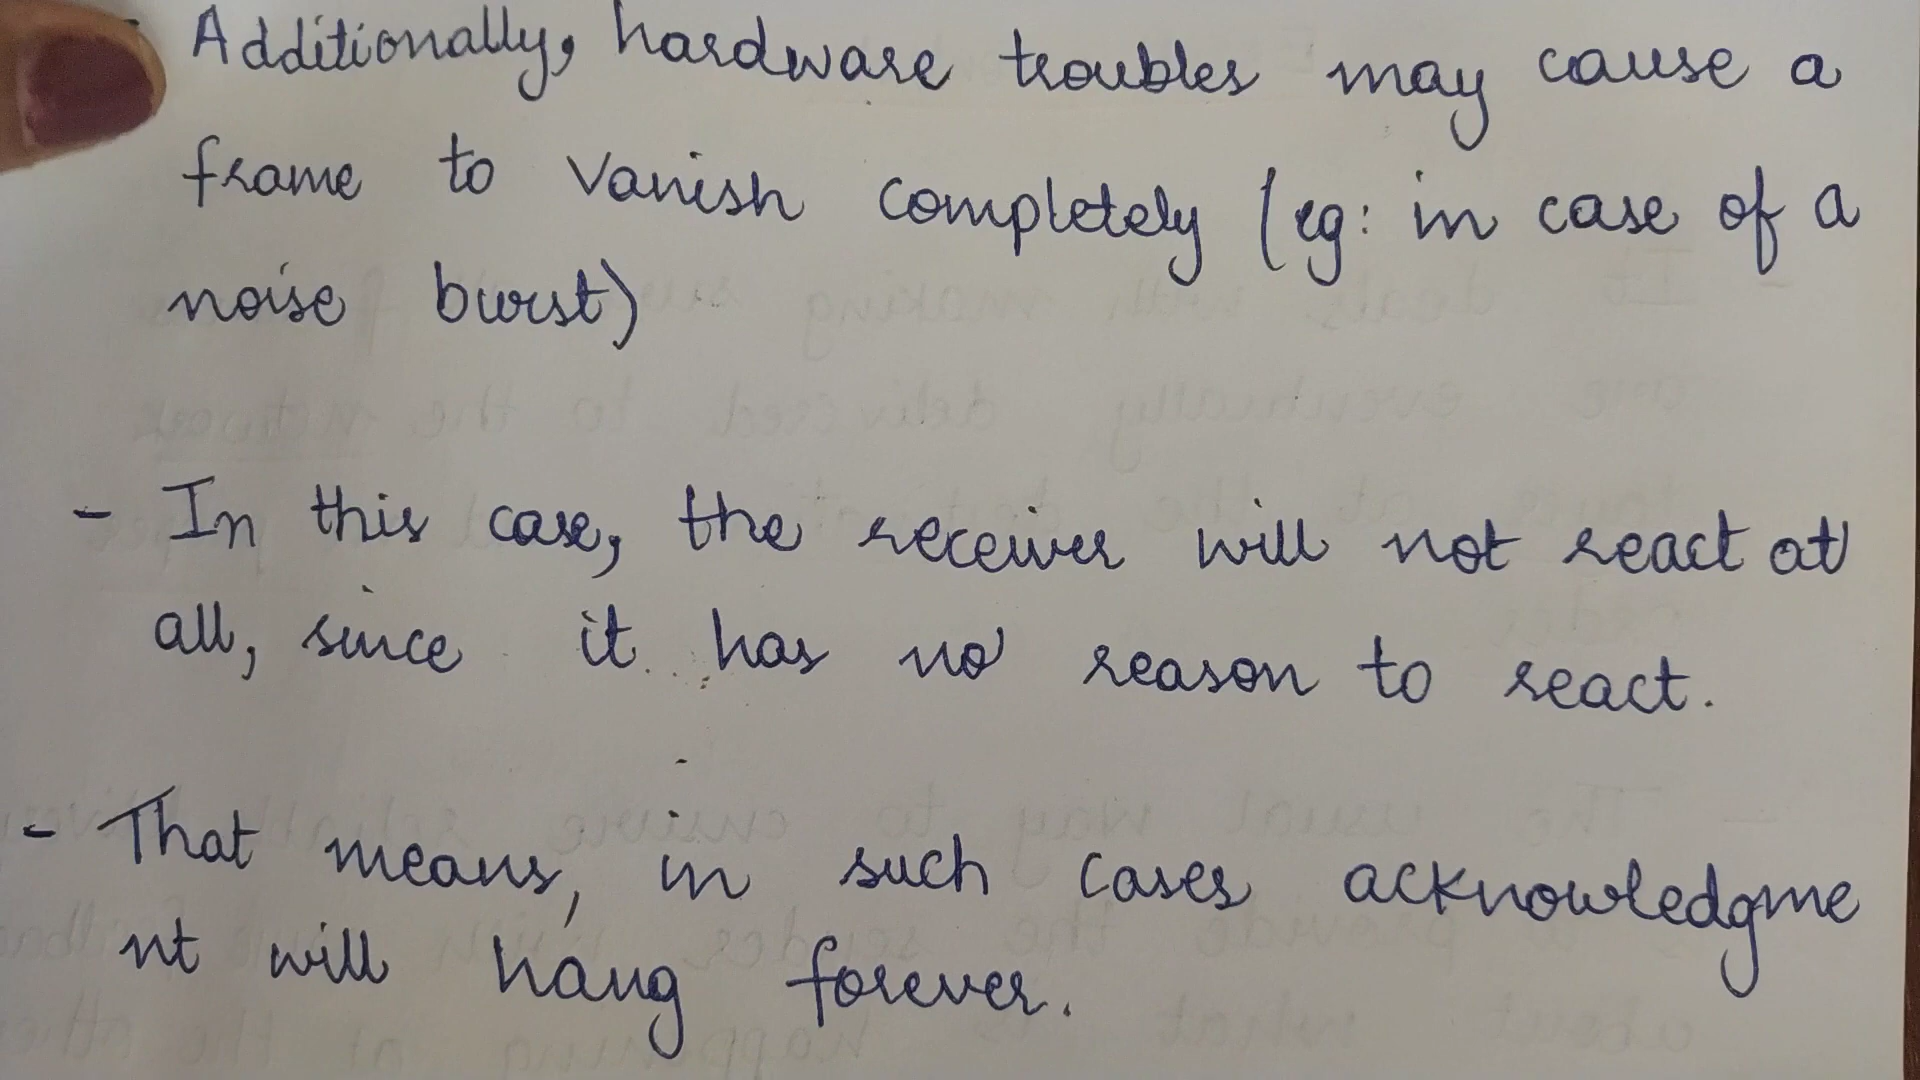 - Additionally, hardware troubles may cause a
frame to vanish completely (eg: in case of a
noise burst)
- In this case, the receiver will not react at
all, since it has no reason to react.
- That means, in such cases acknowledgme
nt will hang forever.